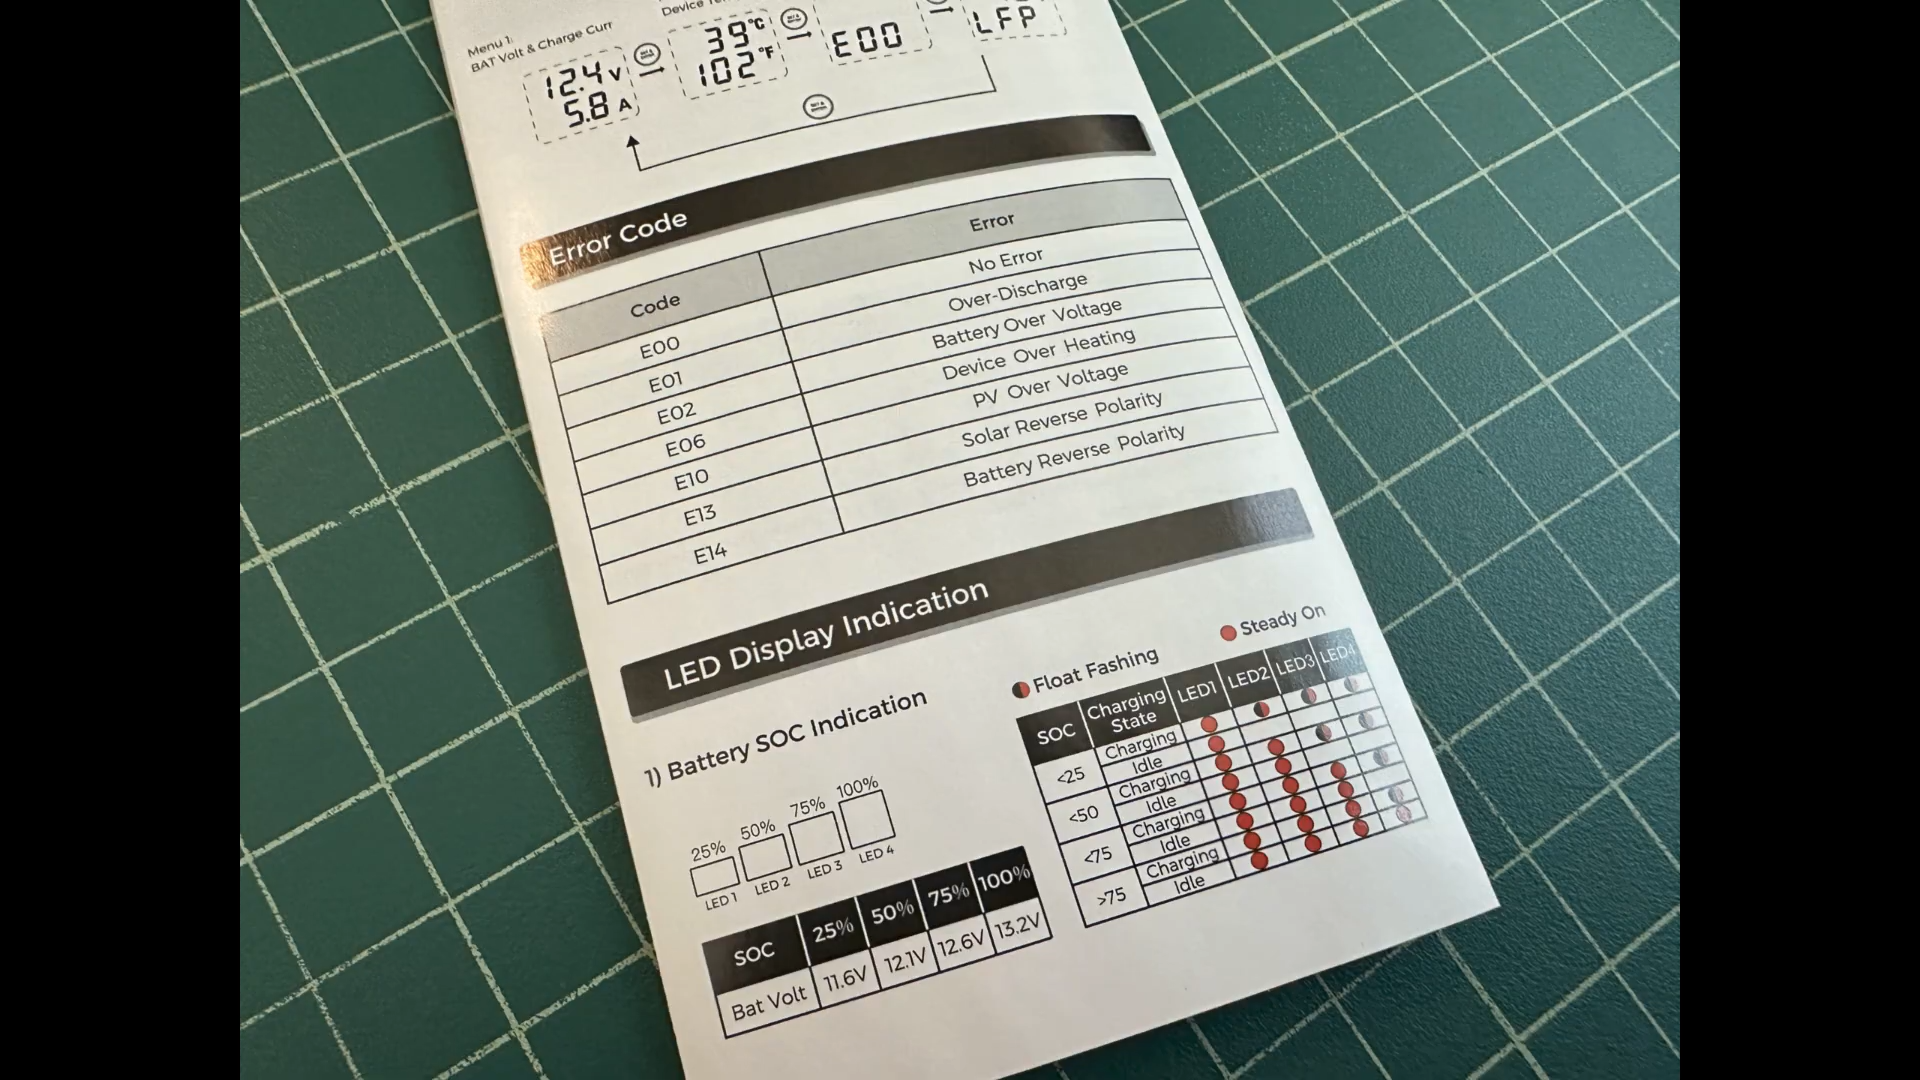 Menu 1:
BAT Volt & Charge Curr
Device
12.4 V
5.8 A
39 °C
102 °F
E00
LFP
Error Code
Code Error
E00 No Error
E01 Over-Discharge
E02 Battery Over Voltage
E06 Device Over Heating
E10 PV Over Voltage
E13 Solar Reverse Polarity
E14 Battery Reverse Polarity
LED Display Indication
1) Battery SOC Indication
25% 50% 75% 100%
LED 1 LED 2 LED 3 LED 4
SOC 25% 50% 75% 100%
Bat Volt 11.6V 12.1V 12.6V 13.2V
Float Fashing Steady On
SOC Charging State LED1 LED2 LED3 LED4
<25 Charging
Idle
<50 Charging
Idle
<75 Charging
Idle
>75 Charging
Idle